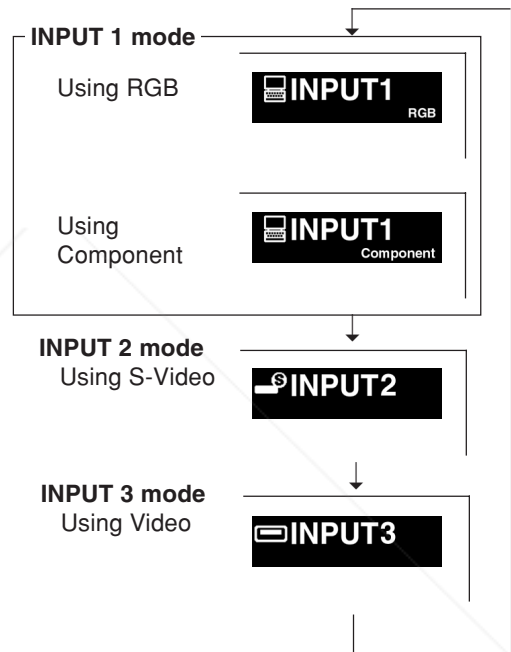 INPUT 1 mode
Using RGB
INPUT1
RGB
Using
Component
INPUT1
Component
INPUT 2 mode
Using S-Video
S
INPUT2
INPUT 3 mode
Using Video
INPUT3